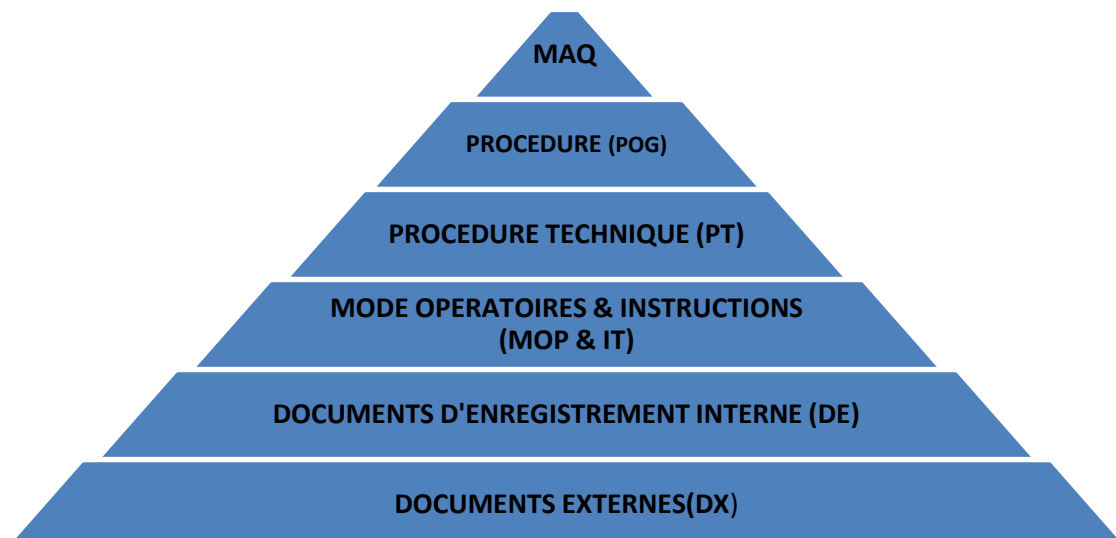 MAQ
PROCEDURE (POG)
PROCEDURE TECHNIQUE (PT)
MODE OPERATOIRES & INSTRUCTIONS
(MOP & IT)
DOCUMENTS D'ENREGISTREMENT INTERNE (DE)
DOCUMENTS EXTERNES(DX)